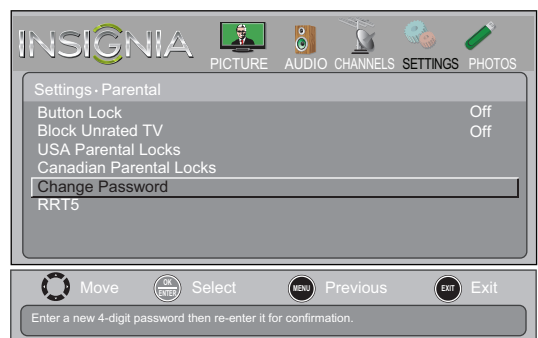 INSIGNIA
PICTURE AUDIO CHANNELS SETTINGS PHOTOS
Settings · Parental
Button Lock Off
Block Unrated TV Off
USA Parental Locks
Canadian Parental Locks
Change Password
RRT5
Move OK ENTER Select MENU Previous EXIT Exit
Enter a new 4-digit password then re-enter it for confirmation.